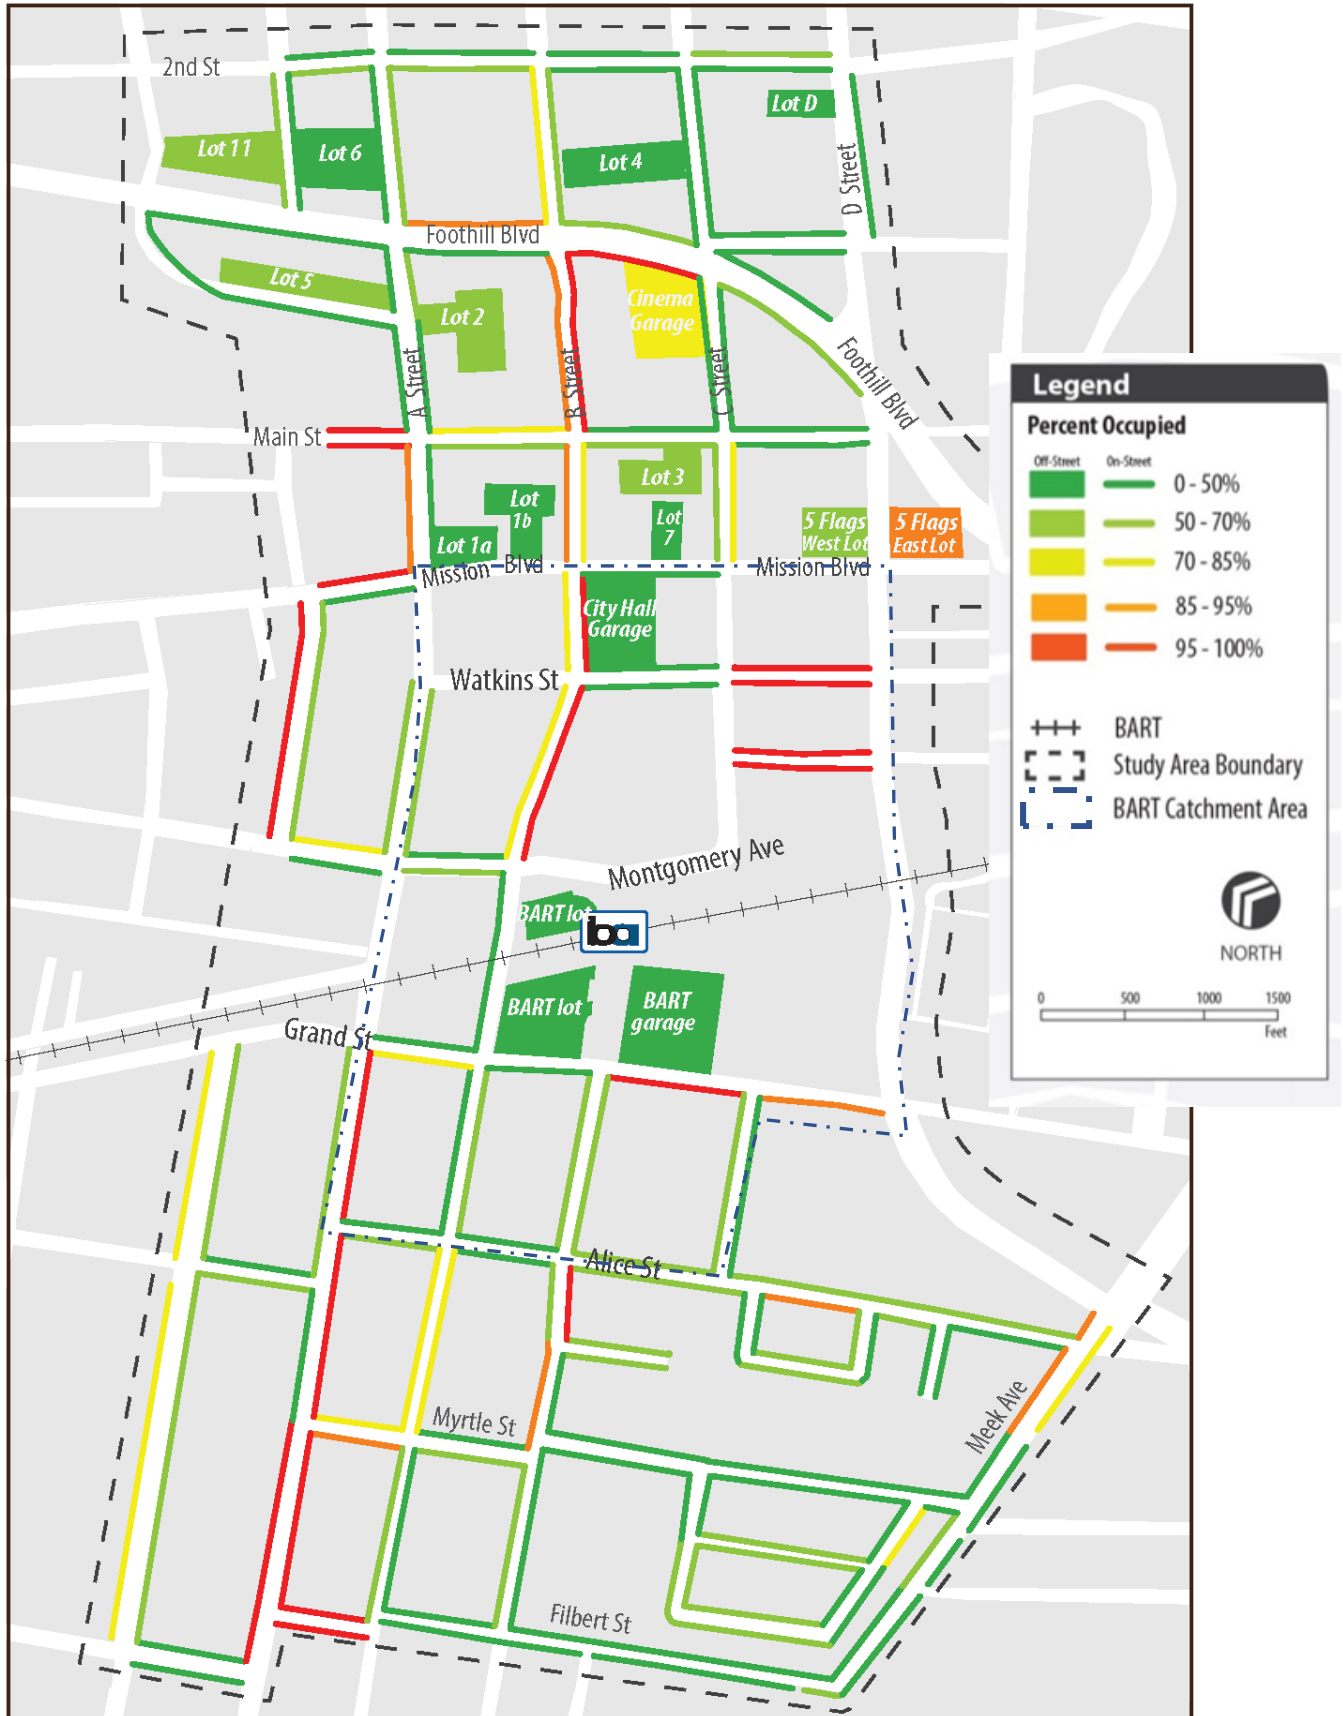 2nd St
Lot D
Lot 11
Lot 6
Lot 4
D Street
Foothill Blvd
Lot 5
Lot 2
Cinema
Garage
A Street
B Street
C Street
Foothill Blvd
Main St
Lot 3
Lot
1b
Lot
7
Lot 1a
5 Flags
West Lot
5 Flags
East Lot
Mission Blvd
Mission Blvd
City Hall
Garage
Watkins St
Montgomery Ave
BART lot
ba
BART lot
BART
garage
Grand St
Alice St
Myrtle St
Meek Ave
Filbert St
Legend
Percent Occupied
Off-Street On-Street
0 - 50%
50 - 70%
70 - 85%
85 - 95%
95 - 100%
BART
Study Area Boundary
BART Catchment Area
NORTH
0 500 1000 1500
Feet